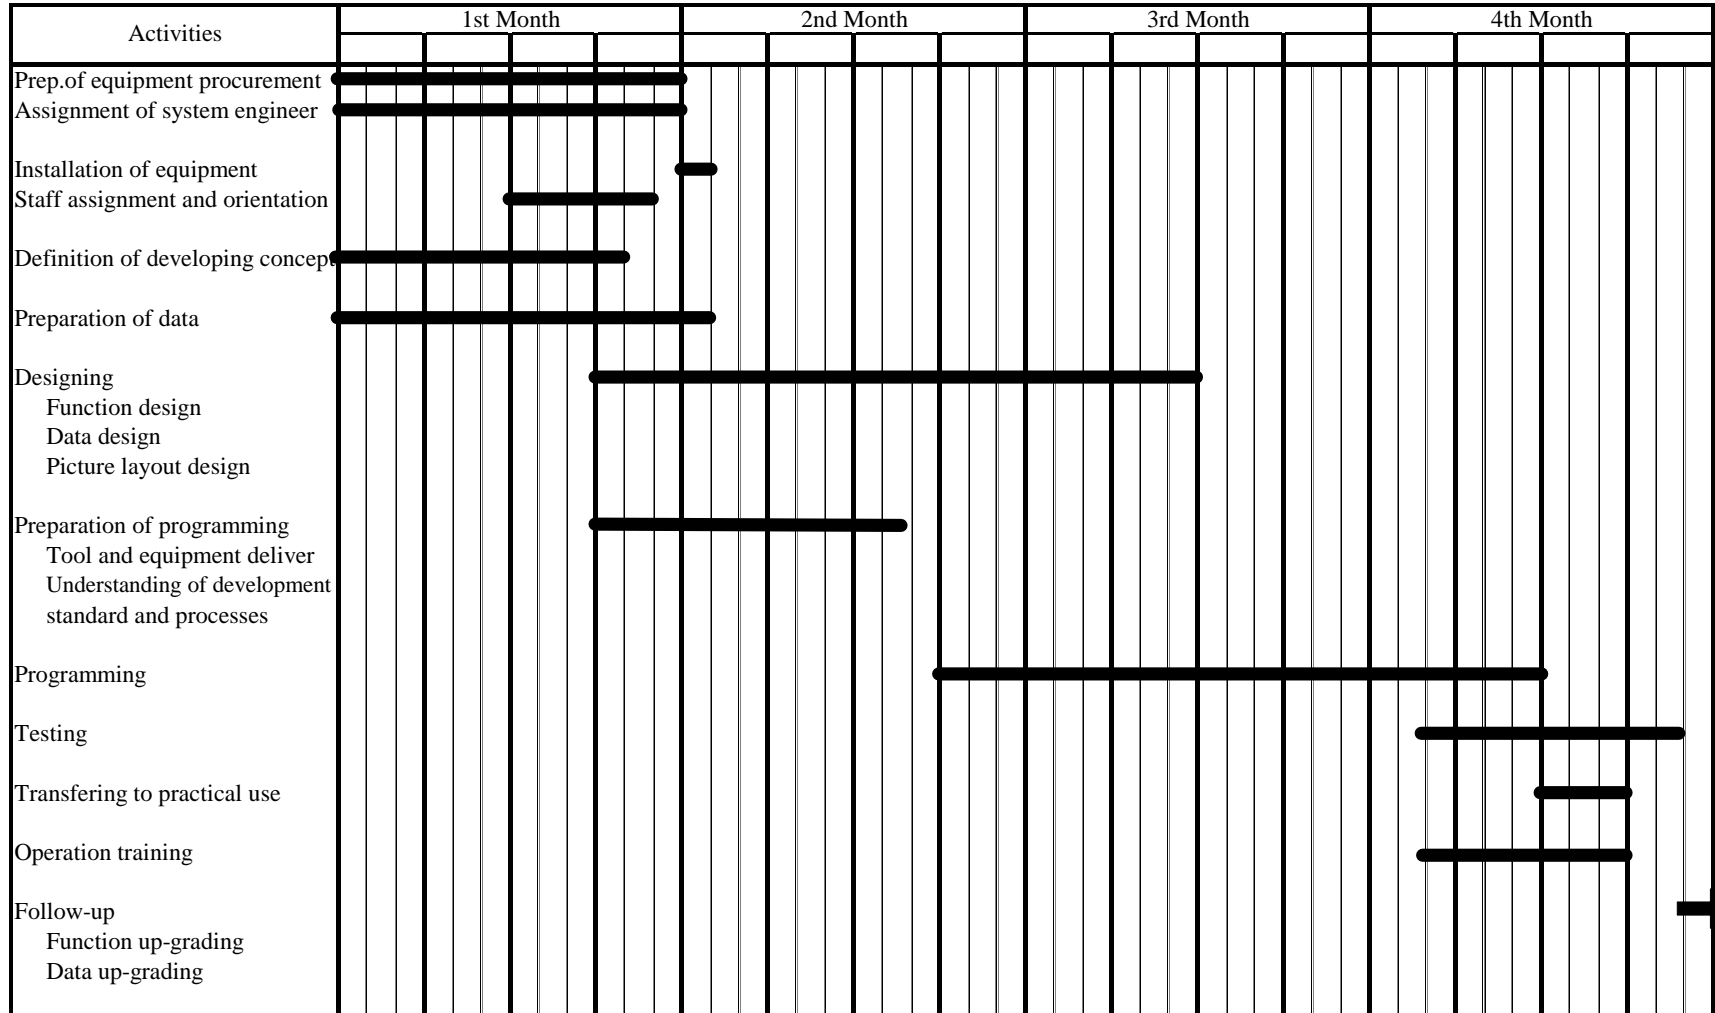 Activities
1st Month
2nd Month
3rd Month
4th Month
Prep.of equipment procurement
Assignment of system engineer
Installation of equipment
Staff assignment and orientation
Definition of developing concept
Preparation of data
Designing
Function design
Data design
Picture layout design
Preparation of programming
Tool and equipment deliver
Understanding of development
standard and processes
Programming
Testing
Transfering to practical use
Operation training
Follow-up
Function up-grading
Data up-grading